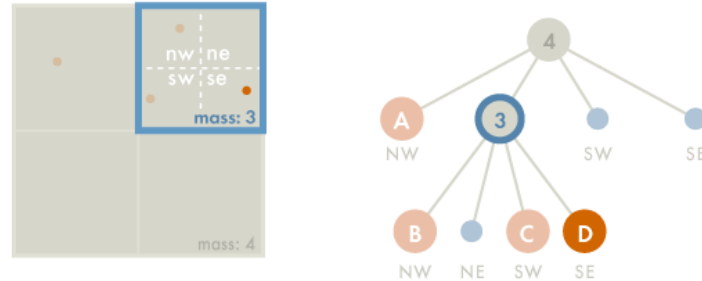 nw ne
sw se
mass: 3
mass: 4
4
A 3
NW SW SE
B C D
NW NE SW SE